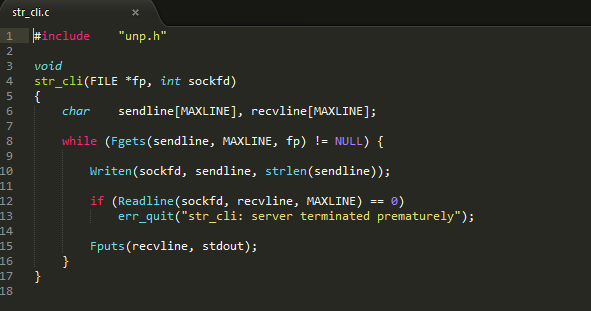 str_cli.c ×
1 #include    "unp.h"
2
3 void
4 str_cli(FILE *fp, int sockfd)
5 {
6     char    sendline[MAXLINE], recvline[MAXLINE];
7
8     while (Fgets(sendline, MAXLINE, fp) != NULL) {
9
10         Writen(sockfd, sendline, strlen(sendline));
11
12         if (Readline(sockfd, recvline, MAXLINE) == 0)
13             err_quit("str_cli: server terminated prematurely");
14
15         Fputs(recvline, stdout);
16     }
17 }
18